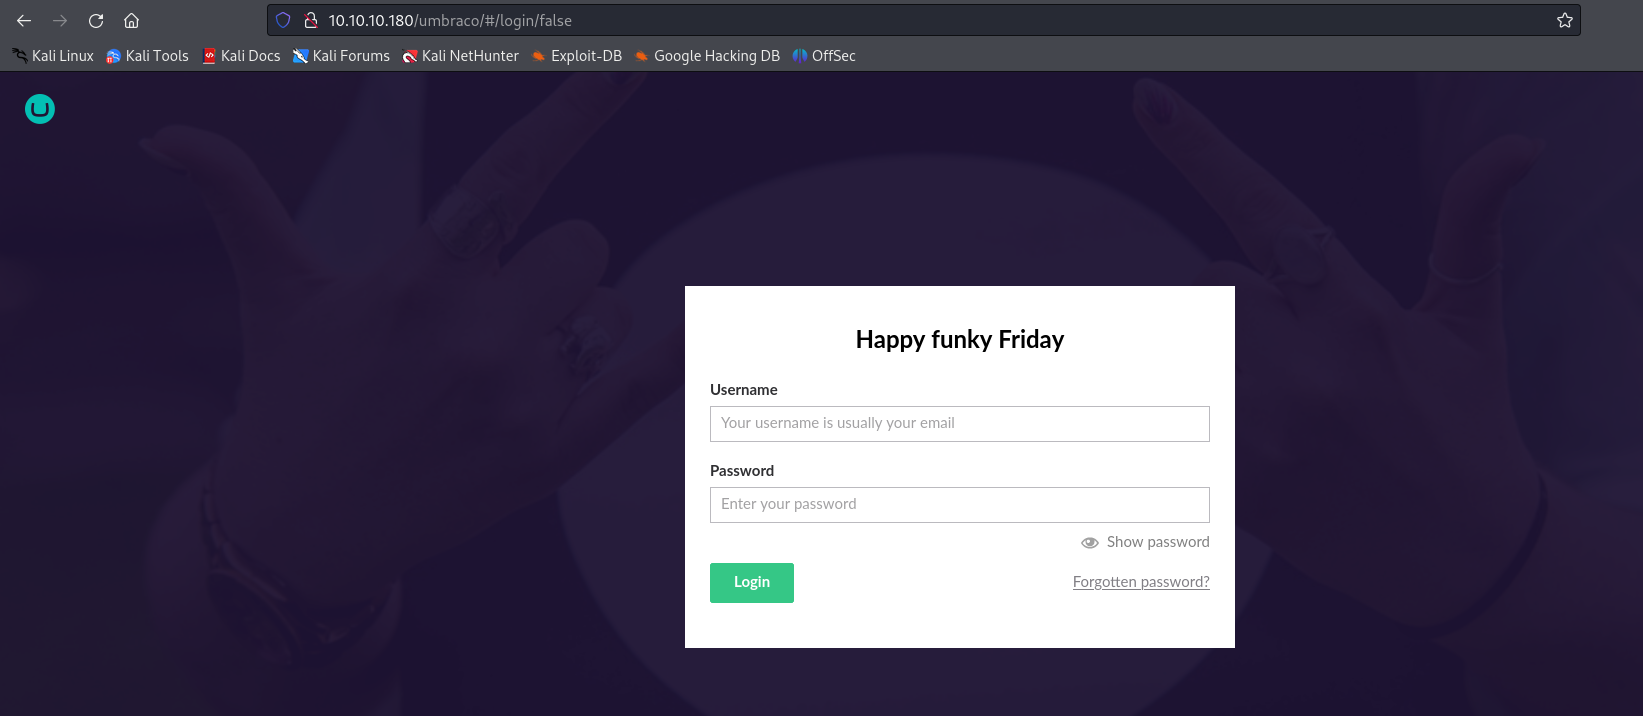 10.10.10.180/umbraco/#/login/false
Kali Linux Kali Tools Kali Docs Kali Forums Kali NetHunter Exploit-DB Google Hacking DB OffSec
Happy funky Friday
Username
Your username is usually your email
Password
Enter your password
Show password
Login Forgotten password?